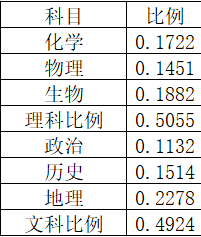 科目 比例
化学 0.1722
物理 0.1451
生物 0.1882
理科比例 0.5055
政治 0.1132
历史 0.1514
地理 0.2278
文科比例 0.4924